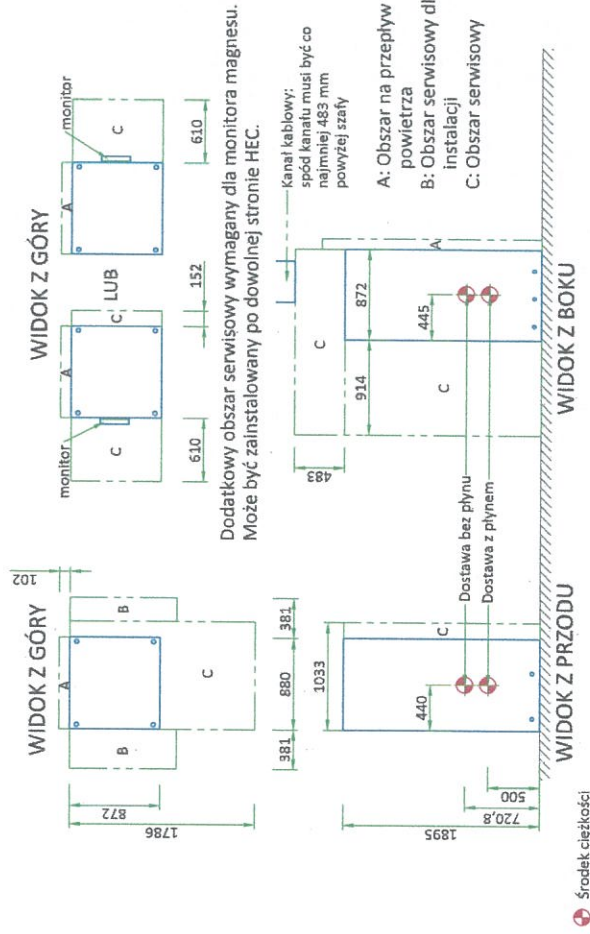 WIDOK Z GÓRY
102
A
B
B
C
872
1786
381
880
381
WIDOK Z GÓRY
monitor
A
C
C
610
152
LUB
monitor
A
C
610
Dodatkowy obszar serwisowy wymagany dla monitora magnesu.
Może być zainstalowany po dowolnej stronie HEC.
1033
C
440
1895
720,8
500
WIDOK Z PRZODU
Dostawa bez płynu
Dostawa z płynem
Kanał kablowy:
spód kanału musi być co
najmniej 483 mm
powyżej szafy
483
C
C
914
872
445
A
WIDOK Z BOKU
A: Obszar na przepływ
powietrza
B: Obszar serwisowy
instalacji
C: Obszar serwisowy
Środek ciężkości